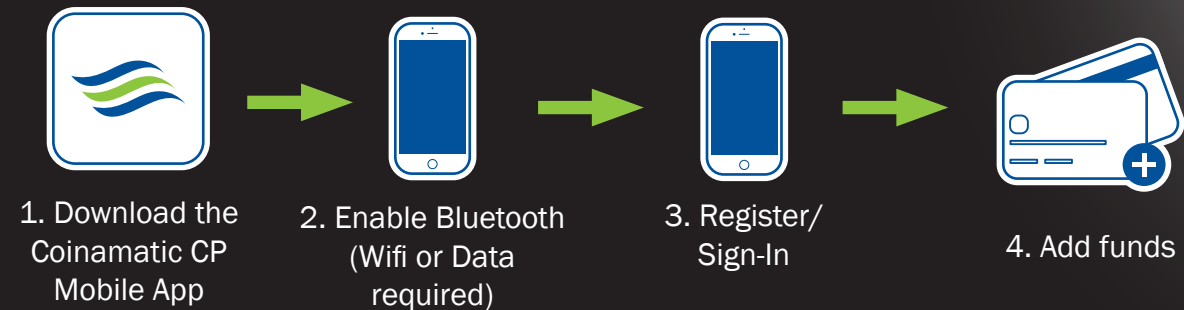 1. Download the
Coinamatic CP
Mobile App
2. Enable Bluetooth
(Wifi or Data
required)
3. Register/
Sign-In
4. Add funds